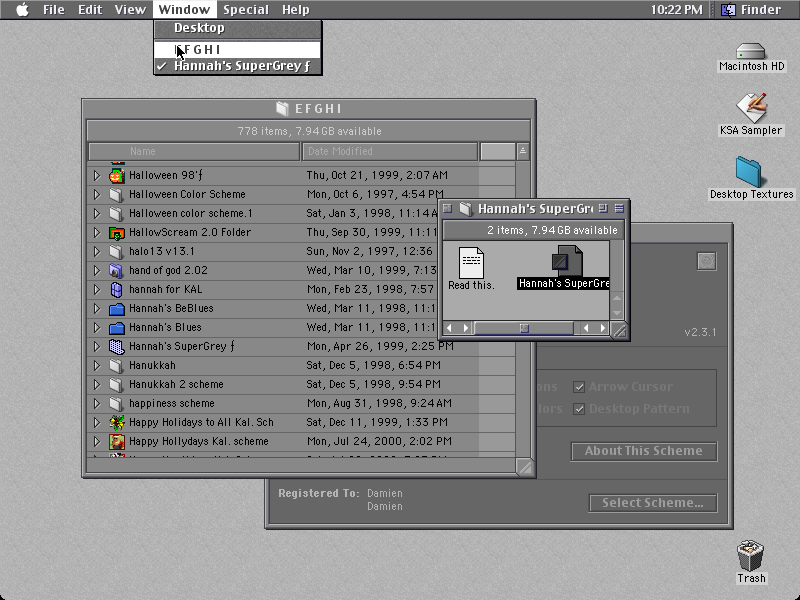 File Edit View Window Special Help 10:22 PM Finder
Desktop
E F G H I
✓ Hannah's SuperGrey ƒ
Macintosh HD
KSA Sampler
Desktop Textures
Trash
E F G H I
778 items, 7.94 GB available
Name Date Modified
Halloween 98'ƒ Thu, Oct 21, 1999, 2:07 AM
Halloween Color Scheme Mon, Oct 6, 1997, 4:54 PM
Halloween color scheme.1 Sat, Jan 3, 1998, 11:14 A
HallowScream 2.0 Folder Thu, Sep 30, 1999, 11:11
halo13 v13.1 Sun, Nov 2, 1997, 12:36
hand of god 2.02 Wed, Mar 10, 1999, 7:13
hannah for KAL Mon, Feb 23, 1998, 7:57
Hannah's BeBlues Wed, Mar 11, 1998, 11:1
Hannah's Blues Wed, Mar 11, 1998, 11:1
Hannah's SuperGrey ƒ Mon, Apr 26, 1999, 2:25 PM
Hanukkah Sat, Dec 5, 1998, 6:54 PM
Hanukkah 2 scheme Sat, Dec 5, 1998, 9:54 PM
happiness scheme Mon, Aug 31, 1998, 9:24 AM
Happy Holidays to All Kal. Sch Sat, Dec 11, 1999, 1:33 PM
Happy Hollydays Kal. scheme Mon, Jul 24, 2000, 2:02 PM
Hannah's SuperGre
2 items, 7.94 GB available
Read this. Hannah's SuperGre
v2.3.1
ons Arrow Cursor
lors Desktop Pattern
About This Scheme
Registered To: Damien
Damien
Select Scheme...